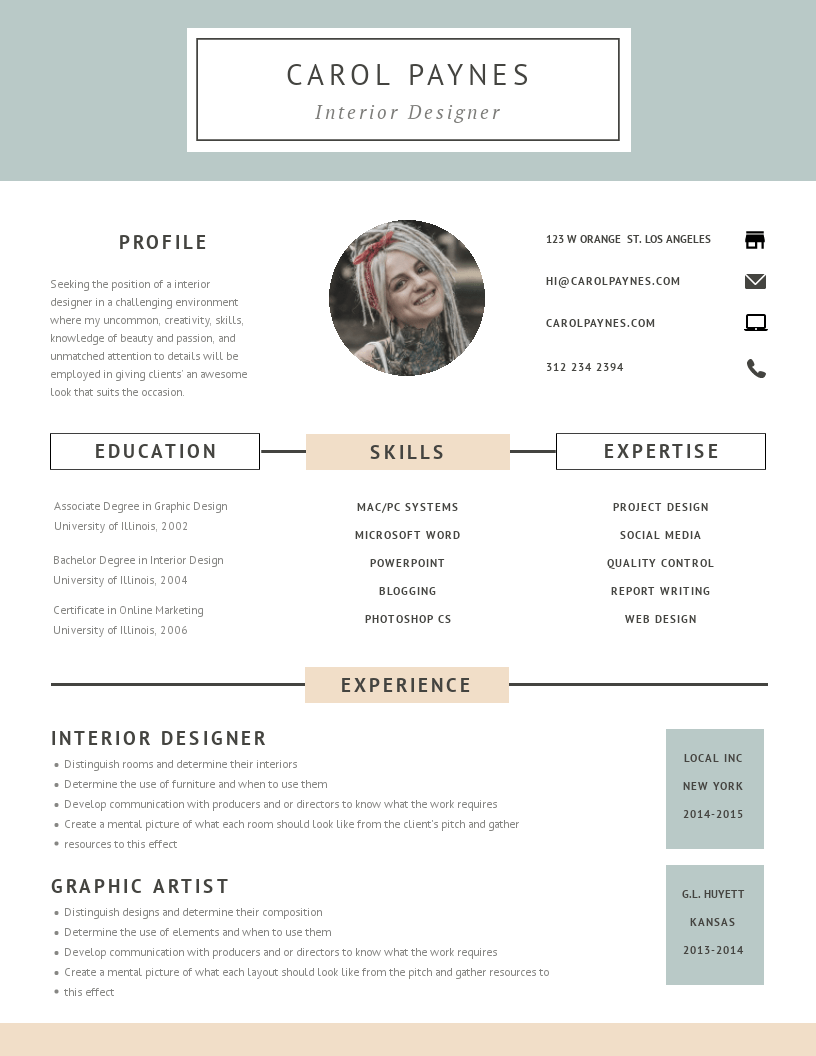 CAROL PAYNES
Interior Designer
PROFILE
Seeking the position of a interior
designer in a challenging environment
where my uncommon, creativity, skills,
knowledge of beauty and passion, and
unmatched attention to details will be
employed in giving clients' an awesome
look that suits the occasion.
123 W ORANGE ST. LOS ANGELES
HI@CAROLPAYNES.COM
CAROLPAYNES.COM
312 234 2394
EDUCATION
Associate Degree in Graphic Design
University of Illinois, 2002
Bachelor Degree in Interior Design
University of Illinois, 2004
Certificate in Online Marketing
University of Illinois, 2006
SKILLS
MAC/PC SYSTEMS
MICROSOFT WORD
POWERPOINT
BLOGGING
PHOTOSHOP CS
EXPERTISE
PROJECT DESIGN
SOCIAL MEDIA
QUALITY CONTROL
REPORT WRITING
WEB DESIGN
EXPERIENCE
INTERIOR DESIGNER
• Distinguish rooms and determine their interiors
• Determine the use of furniture and when to use them
• Develop communication with producers and or directors to know what the work requires
• Create a mental picture of what each room should look like from the client's pitch and gather
• resources to this effect
LOCAL INC
NEW YORK
2014-2015
GRAPHIC ARTIST
• Distinguish designs and determine their composition
• Determine the use of elements and when to use them
• Develop communication with producers and or directors to know what the work requires
• Create a mental picture of what each layout should look like from the pitch and gather resources to
• this effect
G.L. HUYETT
KANSAS
2013-2014